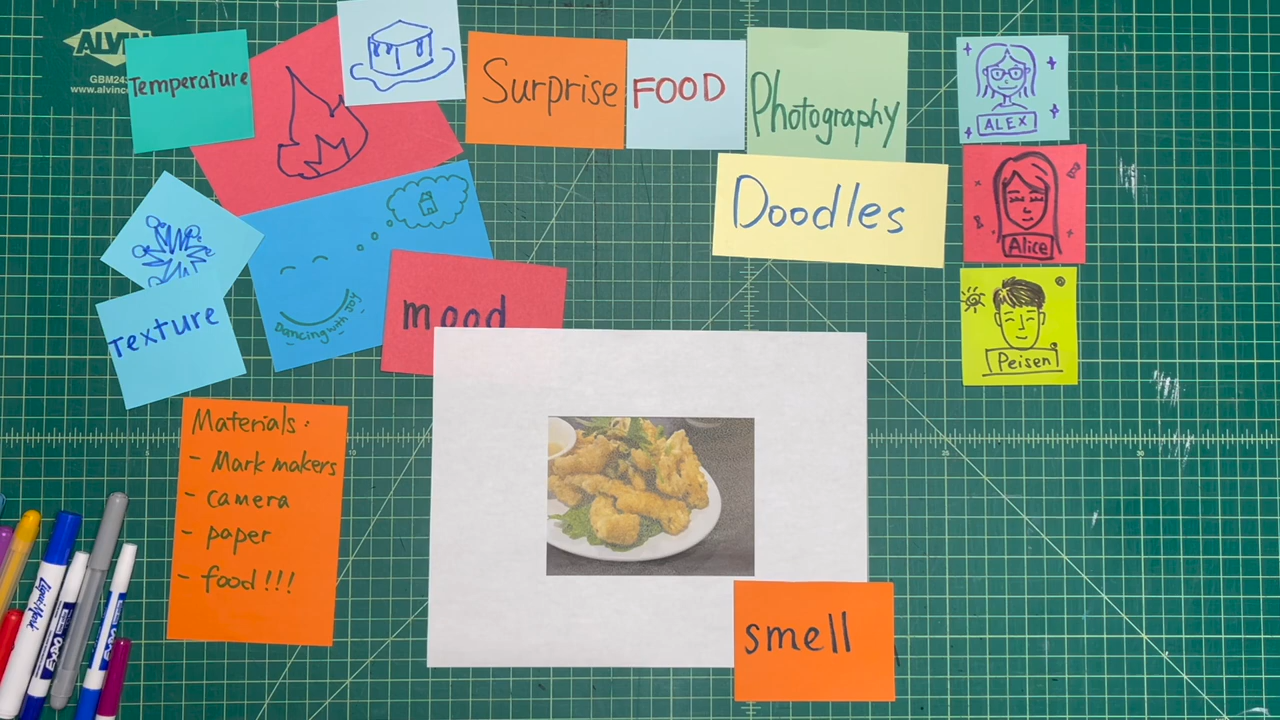 ALVIN
GBM243
www.alvinco
Temperature
Surprise
FOOD
Photography
Doodles
ALEX
Alice
Peisen
Dancing with Joy
mood
Texture
Materials:
- Mark makers
- camera
- paper
- food!!!
smell